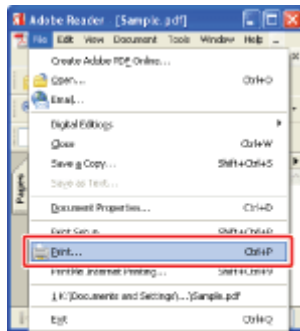 Adobe Reader - [Sample.pdf]
File Edit View Document Tools Window Help
Create Adobe PDF Online...
Open... Ctrl+O
Email...
Digital Editions
Close Ctrl+W
Save a Copy... Shift+Ctrl+S
Save as Text...
Document Properties... Ctrl+D
Print Setup... Shift+Ctrl+P
Print... Ctrl+P
PrintMe Internet Printing...
1 K:\Documents and Settings\...\Sample.pdf
Exit Ctrl+Q
Pages